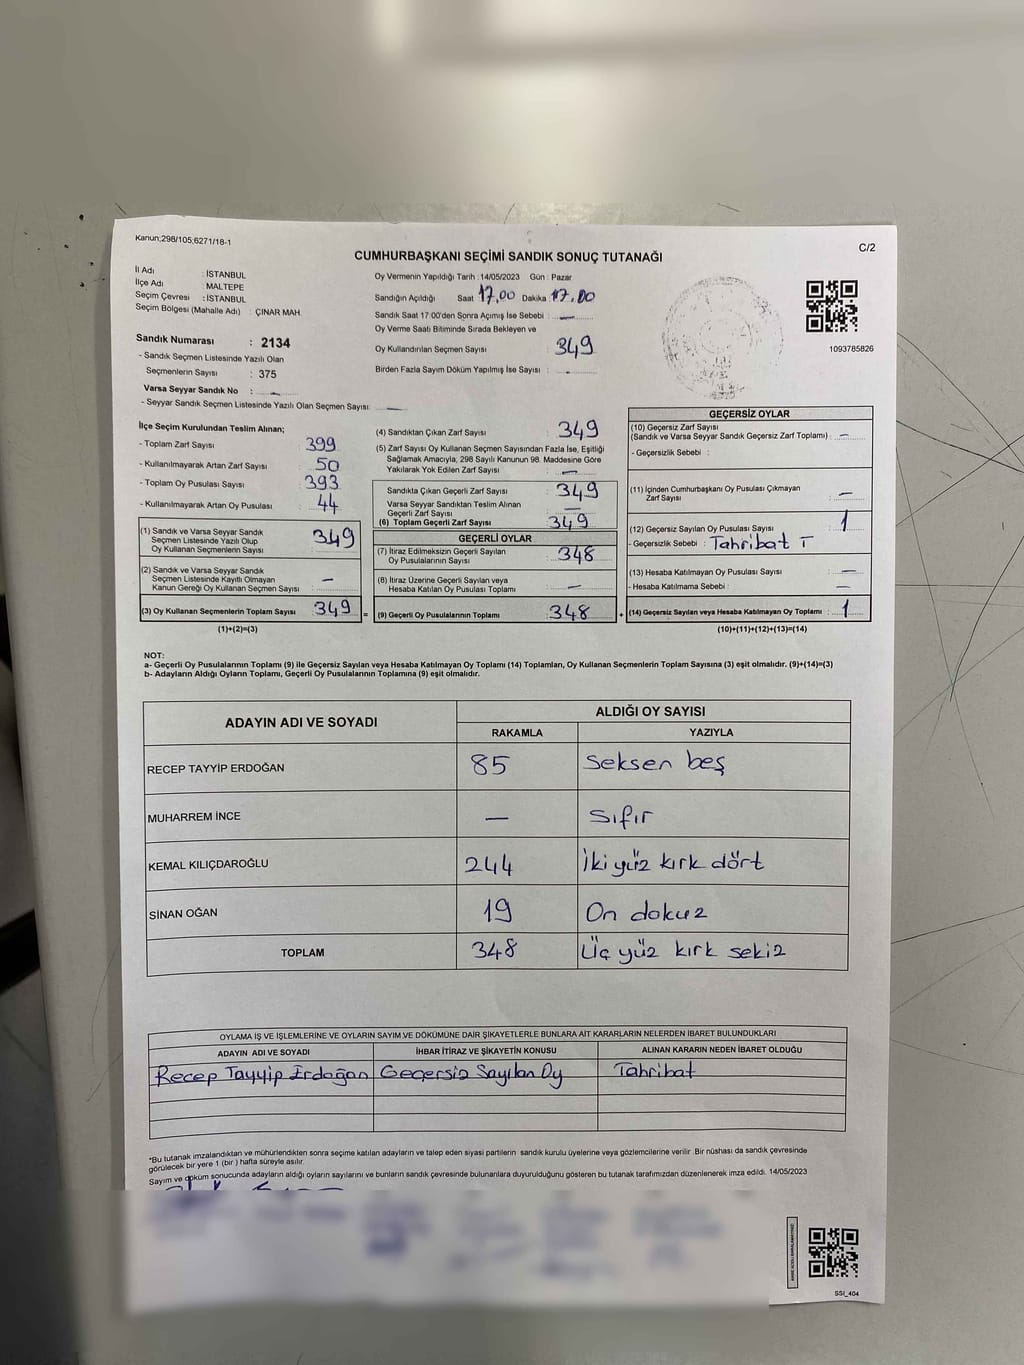 Kanun;298/105;6271/18-1
C/2
CUMHURBAŞKANI SEÇİMİ SANDIK SONUÇ TUTANAĞI
İl Adı : İSTANBUL
İlçe Adı : MALTEPE
Seçim Çevresi : İSTANBUL
Seçim Bölgesi (Mahalle Adı) : ÇINAR MAH.
Sandık Numarası : 2134
- Sandık Seçmen Listesinde Yazılı Olan
Seçmenlerin Sayısı : 375
Varsa Seyyar Sandık No : —
- Seyyar Sandık Seçmen Listesinde Yazılı Olan Seçmen Sayısı: —
Oy Vermenin Yapıldığı Tarih :14/05/2023 Gün : Pazar
Sandığın Açıldığı Saat 17,00 Dakika : 17.00
Sandık Saat 17:00'den Sonra Açımış İse Sebebi : —
Oy Verme Saati Bitiminde Sırada Bekleyen ve
Oy Kullandırılan Seçmen Sayısı : 349
Birden Fazla Sayım Döküm Yapılmış İse Sayısı : -
1093785826
İlçe Seçim Kurulundan Teslim Alınan;
- Toplam Zarf Sayısı : 399
- Kullanılmayarak Artan Zarf Sayısı : 50
- Toplam Oy Pusulası Sayısı : 393
- Kullanılmayarak Artan Oy Pusulası : 44
(1) Sandık ve Varsa Seyyar Sandık
Seçmen Listesinde Yazılı Olup
Oy Kullanan Seçmenlerin Sayısı : 349
(2) Sandık ve Varsa Seyyar Sandık
Seçmen Listesinde Kayıtlı Olmayan
Kanun Gereği Oy Kullanan Seçmen Sayısı : —
(3) Oy Kullanan Seçmenlerin Toplam Sayısı : 349 =
(1)+(2)=(3)
(4) Sandıktan Çıkan Zarf Sayısı : 349
(5) Zarf Sayısı Oy Kullanan Seçmen Sayısından Fazla İse, Eşitliği
Sağlamak Amacıyla, 298 Sayılı Kanunun 98. Maddesine Göre
Yakılarak Yok Edilen Zarf Sayısı : —
Sandıkta Çıkan Geçerli Zarf Sayısı : 349
Varsa Seyyar Sandıktan Teslim Alınan
Geçerli Zarf Sayısı : —
(6) Toplam Geçerli Zarf Sayısı : 349
GEÇERLİ OYLAR
(7) İtiraz Edilmeksizin Geçerli Sayılan
Oy Pusulalarının Sayısı : 348
(8) İtiraz Üzerine Geçerli Sayılan veya
Hesaba Katılan Oy Pusulası Toplamı : —
(9) Geçerli Oy Pusulalarının Toplamı : 348 +
GEÇERSİZ OYLAR
(10) Geçersiz Zarf Sayısı
(Sandık ve Varsa Seyyar Sandık Geçersiz Zarf Toplamı) : —
- Geçersizlik Sebebi :
(11) İçinden Cumhurbaşkanı Oy Pusulası Çıkmayan
Zarf Sayısı : —
(12) Geçersiz Sayılan Oy Pusulası Sayısı : 1
- Geçersizlik Sebebi : Tahribat T
(13) Hesaba Katılmayan Oy Pusulası Sayısı : —
- Hesaba Katılmama Sebebi : —
(14) Geçersiz Sayılan veya Hesaba Katılmayan Oy Toplamı : 1
(10)+(11)+(12)+(13)=(14)
NOT:
a- Geçerli Oy Pusulalarının Toplamı (9) ile Geçersiz Sayılan veya Hesaba Katılmayan Oy Toplamı (14) Toplamları, Oy Kullanan Seçmenlerin Toplam Sayısına (3) eşit olmalıdır. (9)+(14)=(3)
b- Adayların Aldığı Oyların Toplamı, Geçerli Oy Pusulalarının Toplamına (9) eşit olmalıdır.
ADAYIN ADI VE SOYADI ALDIĞI OY SAYISI
RAKAMLA YAZIYLA
RECEP TAYYİP ERDOĞAN 85 Seksen beş
MUHARREM İNCE — Sıfır
KEMAL KILIÇDAROĞLU 244 İki yüz kırk dört
SİNAN OĞAN 19 On dokuz
TOPLAM 348 Üç yüz kırk sekiz
OYLAMA İŞ VE İŞLEMLERİNE VE OYLARIN SAYIM VE DÖKÜMÜNE DAİR ŞİKAYETLERLE BUNLARA AİT KARARLARIN NELERDEN İBARET BULUNDUKLARI
ADAYIN ADI VE SOYADI İHBAR İTİRAZ VE ŞİKAYETİN KONUSU ALINAN KARARIN NEDEN İBARET OLDUĞU
Recep Tayyip Erdoğan Geçersiz Sayılan Oy Tahribat
*Bu tutanak imzalandıktan ve mühürlendikten sonra seçime katılan adayların ve talep eden siyasi partilerin sandık kurulu üyelerine veya gözlemcilerine verilir. Bir nüshası da sandık çevresinde
görülecek bir yere 1 (bir ) hafta süreyle asılır.
Sayım ve döküm sonucunda adayların aldığı oyların sayılarını ve bunların sandık çevresinde bulunanlara duyurulduğunu gösteren bu tutanak tarafımızdan düzenlenerek imza edildi. 14/05/2023
SSI_404